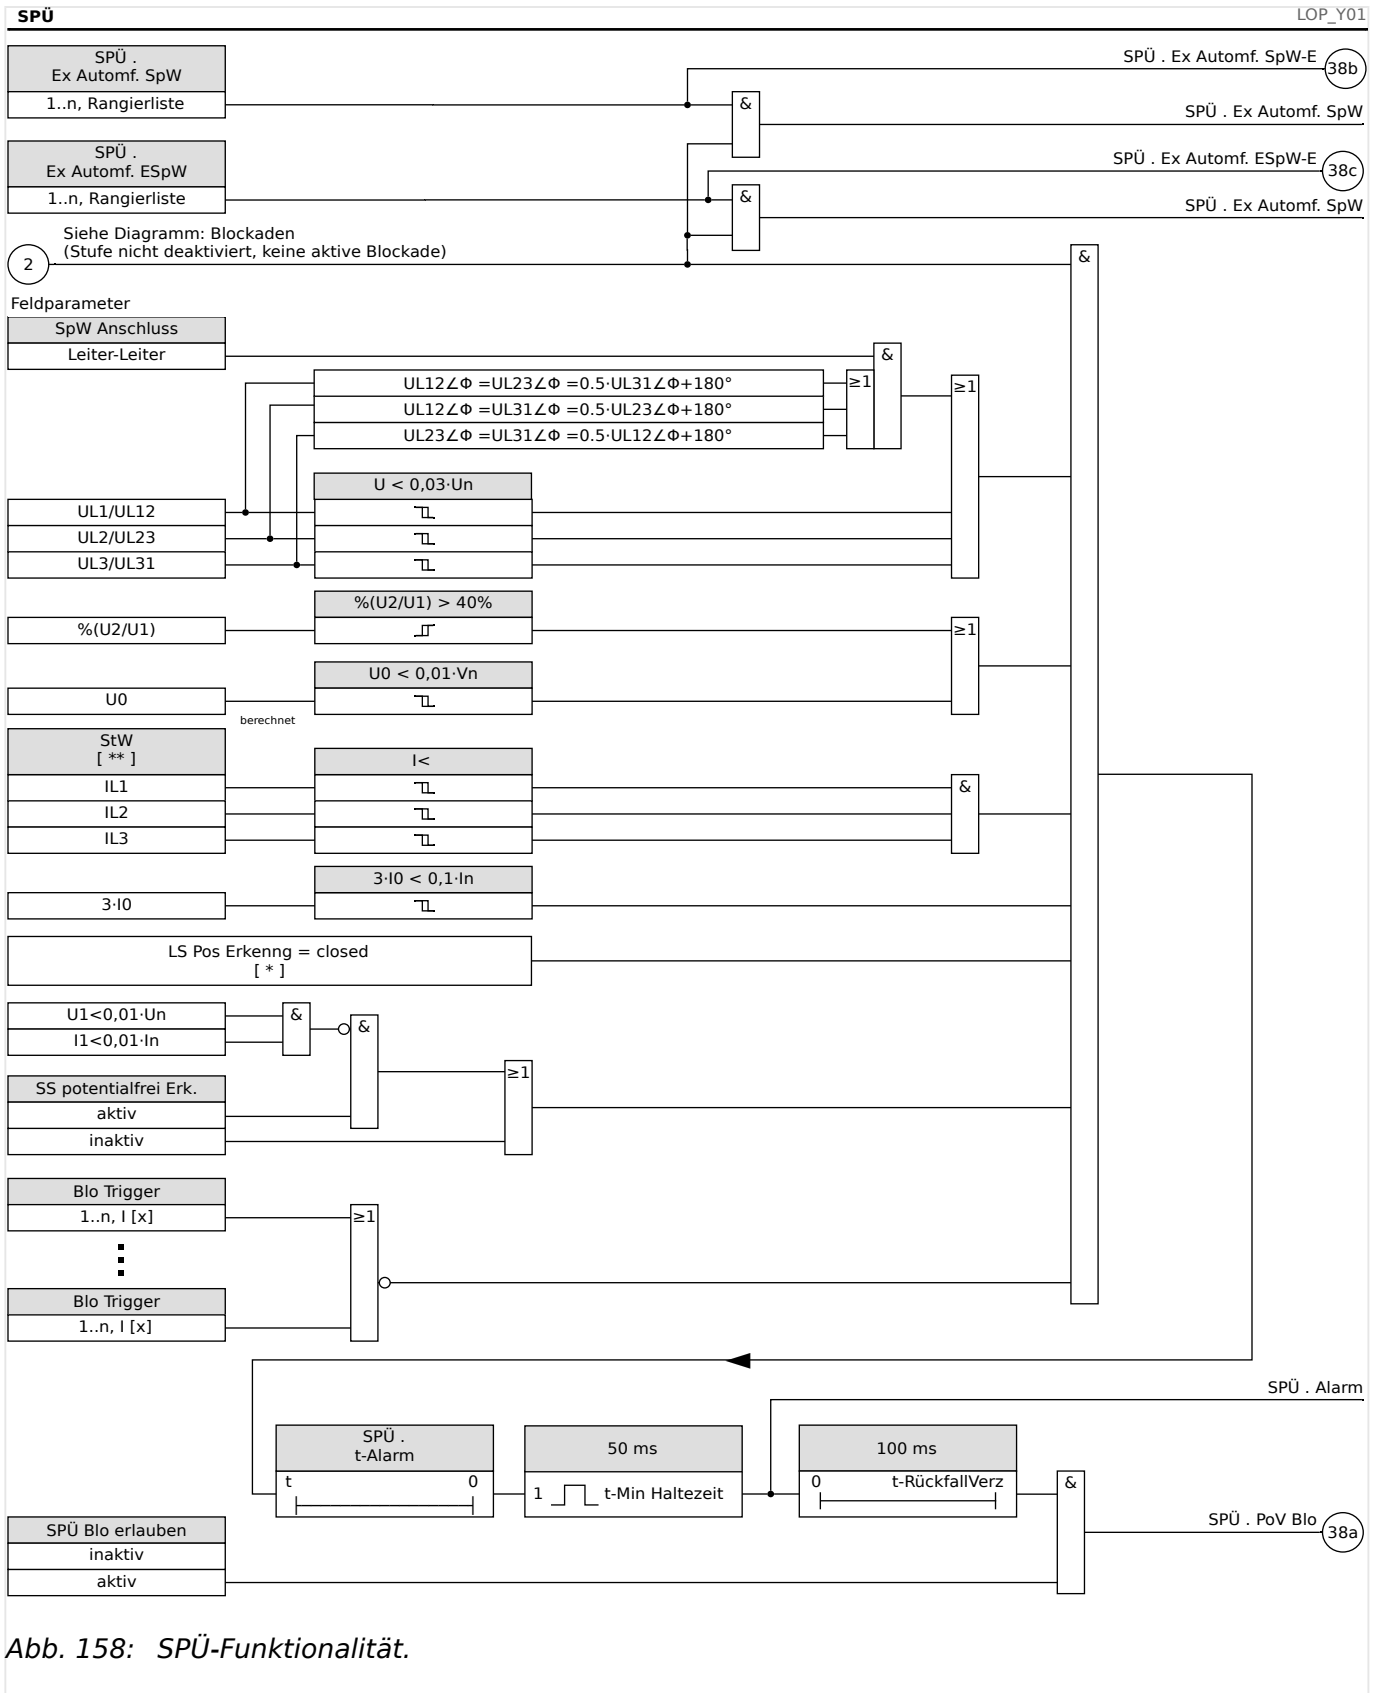 SPÜ
LOP_Y01
SPÜ .
Ex Automf. SpW
1..n, Rangierliste
SPÜ . Ex Automf. SpW-E
38b
&
SPÜ . Ex Automf. SpW
SPÜ .
Ex Automf. ESpW
1..n, Rangierliste
SPÜ . Ex Automf. ESpW-E
38c
&
SPÜ . Ex Automf. SpW
Siehe Diagramm: Blockaden
(Stufe nicht deaktiviert, keine aktive Blockade)
2
&
Feldparameter
SpW Anschluss
Leiter-Leiter
&
UL12∠Φ =UL23∠Φ =0.5·UL31∠Φ+180°
≥1
≥1
UL12∠Φ =UL31∠Φ =0.5·UL23∠Φ+180°
UL23∠Φ =UL31∠Φ =0.5·UL12∠Φ+180°
U < 0,03·Un
UL1/UL12
UL2/UL23
UL3/UL31
%(U2/U1) > 40%
%(U2/U1)
≥1
U0 < 0,01·Vn
U0
berechnet
StW
[ ** ]
I<
IL1
&
IL2
IL3
3·I0 < 0,1·In
3·I0
LS Pos Erkenng = closed
[ * ]
U1<0,01·Un
&
&
I1<0,01·In
≥1
SS potentialfrei Erk.
aktiv
inaktiv
Blo Trigger
1..n, I [x]
≥1
Blo Trigger
1..n, I [x]
SPÜ . Alarm
SPÜ .
t-Alarm
t 0
50 ms
1 t-Min Haltezeit
100 ms
0 t-RückfallVerz
&
SPÜ . PoV Blo
38a
SPÜ Blo erlauben
inaktiv
aktiv
Abb. 158: SPÜ-Funktionalität.